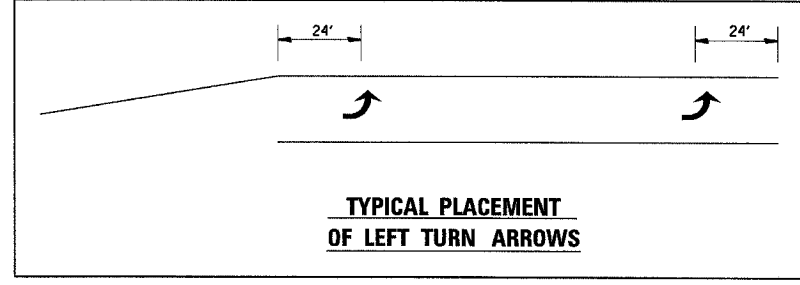 24' 24'
TYPICAL PLACEMENT
OF LEFT TURN ARROWS